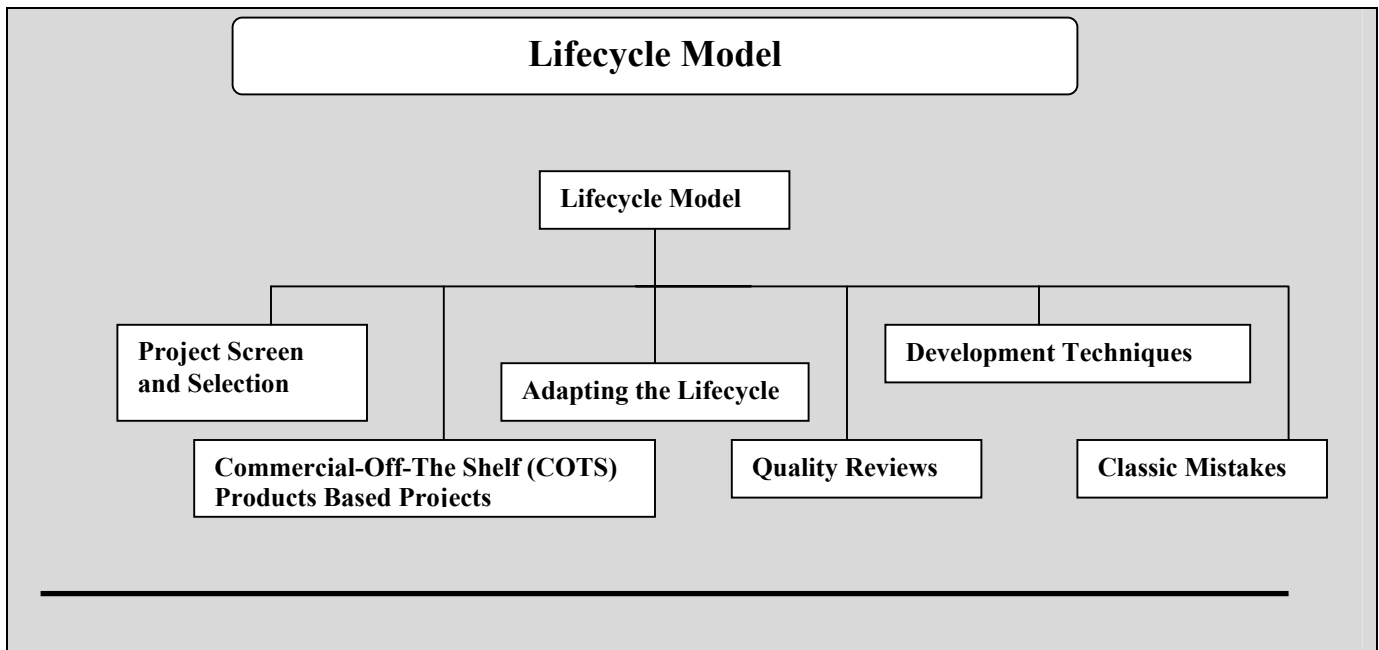 Lifecycle Model
Lifecycle Model
Project Screen
and Selection
Commercial-Off-The Shelf (COTS)
Products Based Projects
Adapting the Lifecycle
Quality Reviews
Development Techniques
Classic Mistakes